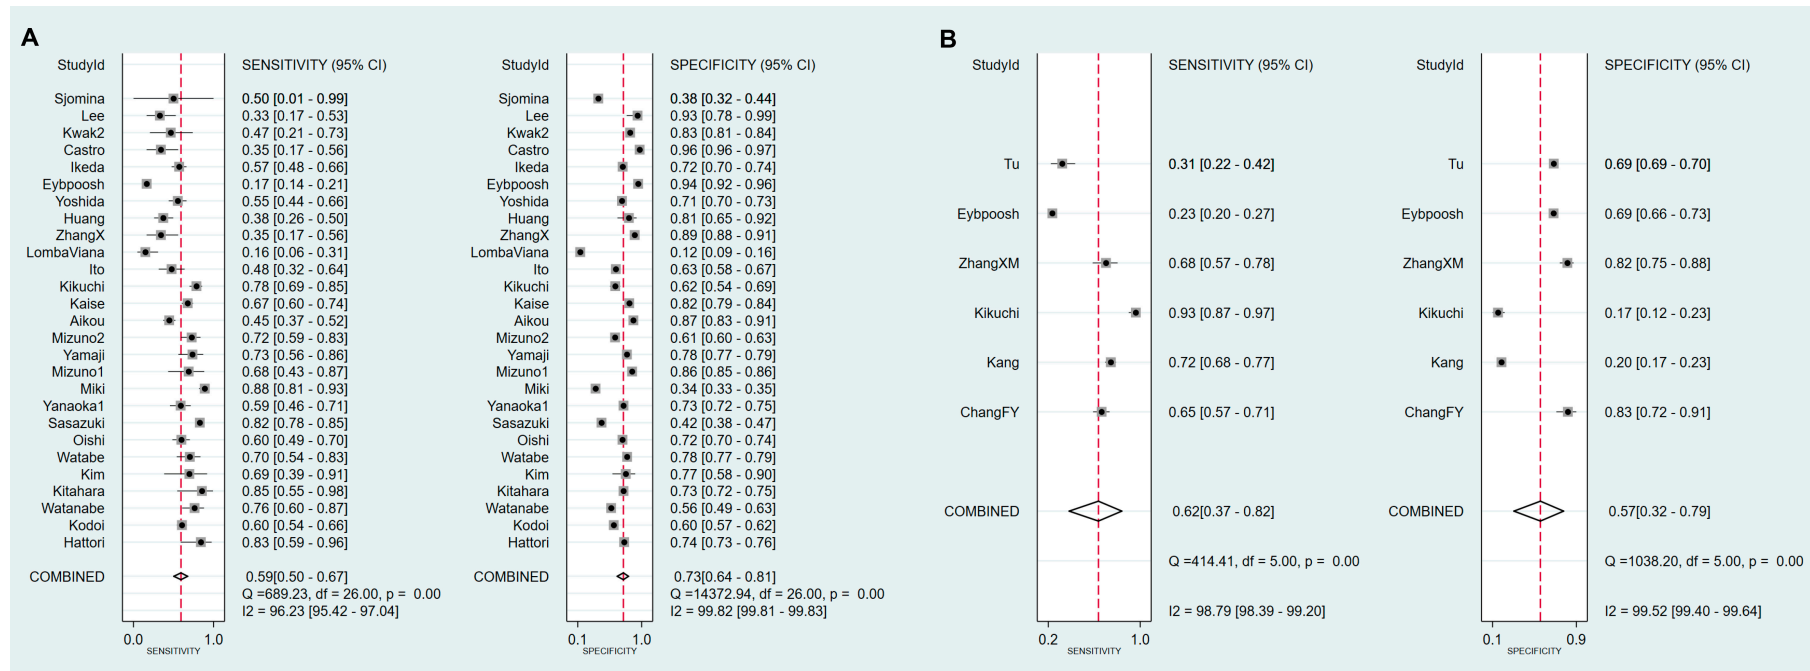 A
StudyId SENSITIVITY (95% CI) StudyId SPECIFICITY (95% CI)
Sjomina 0.50 [0.01 - 0.99] Sjomina 0.38 [0.32 - 0.44]
Lee 0.33 [0.17 - 0.53] Lee 0.93 [0.78 - 0.99]
Kwak2 0.47 [0.21 - 0.73] Kwak2 0.83 [0.81 - 0.84]
Castro 0.35 [0.17 - 0.56] Castro 0.96 [0.96 - 0.97]
Ikeda 0.57 [0.48 - 0.66] Ikeda 0.72 [0.70 - 0.74]
Eybpoosh 0.17 [0.14 - 0.21] Eybpoosh 0.94 [0.92 - 0.96]
Yoshida 0.55 [0.44 - 0.66] Yoshida 0.71 [0.70 - 0.73]
Huang 0.38 [0.26 - 0.50] Huang 0.81 [0.65 - 0.92]
ZhangX 0.35 [0.17 - 0.56] ZhangX 0.89 [0.88 - 0.91]
LombaViana 0.16 [0.06 - 0.31] LombaViana 0.12 [0.09 - 0.16]
Ito 0.48 [0.32 - 0.64] Ito 0.63 [0.58 - 0.67]
Kikuchi 0.78 [0.69 - 0.85] Kikuchi 0.62 [0.54 - 0.69]
Kaise 0.67 [0.60 - 0.74] Kaise 0.82 [0.79 - 0.84]
Aikou 0.45 [0.37 - 0.52] Aikou 0.87 [0.83 - 0.91]
Mizuno2 0.72 [0.59 - 0.83] Mizuno2 0.61 [0.60 - 0.63]
Yamaji 0.73 [0.56 - 0.86] Yamaji 0.78 [0.77 - 0.79]
Mizuno1 0.68 [0.43 - 0.87] Mizuno1 0.86 [0.85 - 0.86]
Miki 0.88 [0.81 - 0.93] Miki 0.34 [0.33 - 0.35]
Yanaoka1 0.59 [0.46 - 0.71] Yanaoka1 0.73 [0.72 - 0.75]
Sasazuki 0.82 [0.78 - 0.85] Sasazuki 0.42 [0.38 - 0.47]
Oishi 0.60 [0.49 - 0.70] Oishi 0.72 [0.70 - 0.74]
Watabe 0.70 [0.54 - 0.83] Watabe 0.78 [0.77 - 0.79]
Kim 0.69 [0.39 - 0.91] Kim 0.77 [0.58 - 0.90]
Kitahara 0.85 [0.55 - 0.98] Kitahara 0.73 [0.72 - 0.75]
Watanabe 0.76 [0.60 - 0.87] Watanabe 0.56 [0.49 - 0.63]
Kodoi 0.60 [0.54 - 0.66] Kodoi 0.60 [0.57 - 0.62]
Hattori 0.83 [0.59 - 0.96] Hattori 0.74 [0.73 - 0.76]
COMBINED 0.59[0.50 - 0.67] COMBINED 0.73[0.64 - 0.81]
Q =689.23, df = 26.00, p = 0.00 Q =14372.94, df = 26.00, p = 0.00
I2 = 96.23 [95.42 - 97.04] I2 = 99.82 [99.81 - 99.83]
0.0 1.0 0.1 1.0
SENSITIVITY SPECIFICITY
B
StudyId SENSITIVITY (95% CI) StudyId SPECIFICITY (95% CI)
Tu 0.31 [0.22 - 0.42] Tu 0.69 [0.69 - 0.70]
Eybpoosh 0.23 [0.20 - 0.27] Eybpoosh 0.69 [0.66 - 0.73]
ZhangXM 0.68 [0.57 - 0.78] ZhangXM 0.82 [0.75 - 0.88]
Kikuchi 0.93 [0.87 - 0.97] Kikuchi 0.17 [0.12 - 0.23]
Kang 0.72 [0.68 - 0.77] Kang 0.20 [0.17 - 0.23]
ChangFY 0.65 [0.57 - 0.71] ChangFY 0.83 [0.72 - 0.91]
COMBINED 0.62[0.37 - 0.82] COMBINED 0.57[0.32 - 0.79]
Q =414.41, df = 5.00, p = 0.00 Q =1038.20, df = 5.00, p = 0.00
I2 = 98.79 [98.39 - 99.20] I2 = 99.52 [99.40 - 99.64]
0.2 1.0 0.1 0.9
SENSITIVITY SPECIFICITY